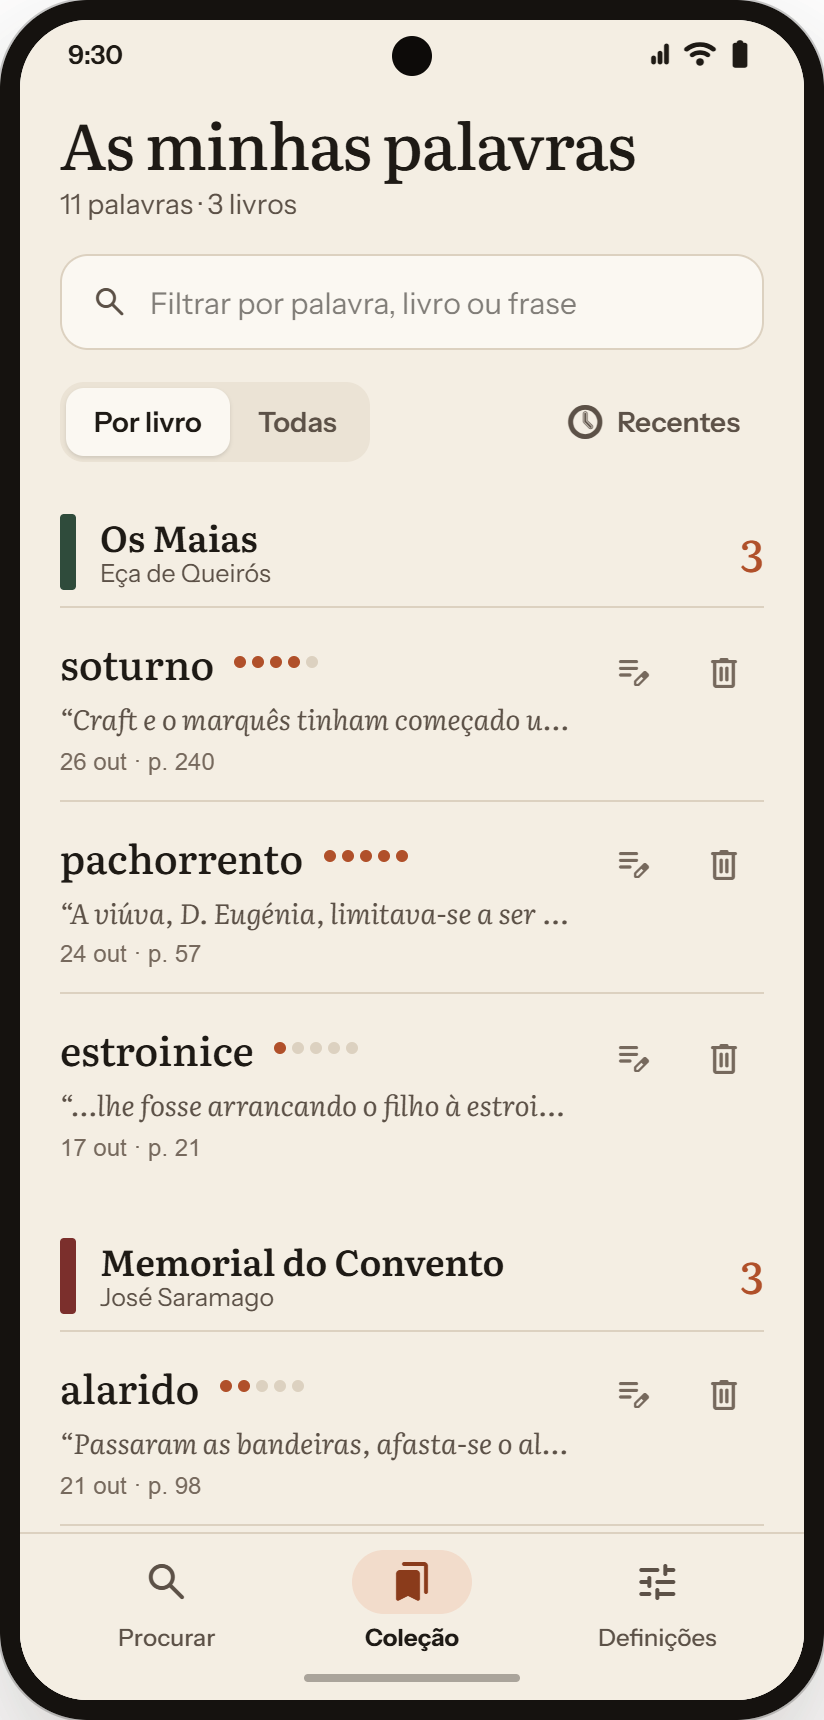 9:30
As minhas palavras
11 palavras · 3 livros
Filtrar por palavra, livro ou frase
Por livro
Todas
Recentes
Os Maias
3
Eça de Queirós
soturno
“Craft e o marquês tinham começado u...
26 out · p. 240
pachorrento
“A viúva, D. Eugénia, limitava-se a ser ...
24 out · p. 57
estroinice
“...lhe fosse arrancando o filho à estroi...
17 out · p. 21
Memorial do Convento
3
José Saramago
alarido
“Passaram as bandeiras, afasta-se o al...
21 out · p. 98
Procurar
Coleção
Definições